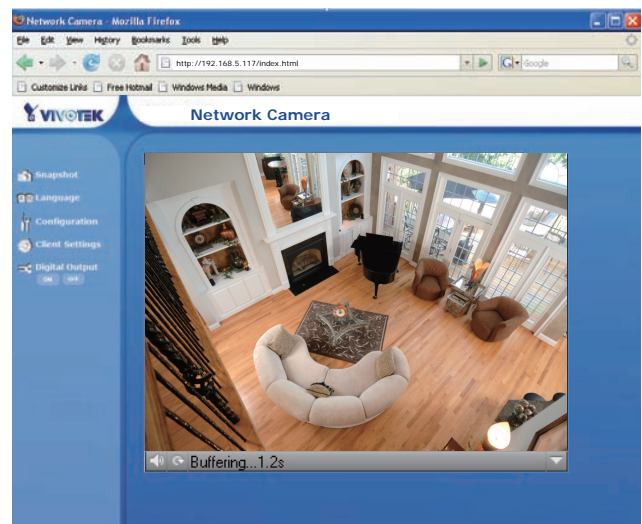 Network Camera - Mozilla Firefox
File Edit View History Bookmarks Tools Help
http://192.168.5.117/index.html
Google
Customize Links Free Hotmail Windows Media Windows
VIVOTEK
Network Camera
Snapshot
Language
Configuration
Client Settings
Digital Output
ON OFF
Buffering...1.2s